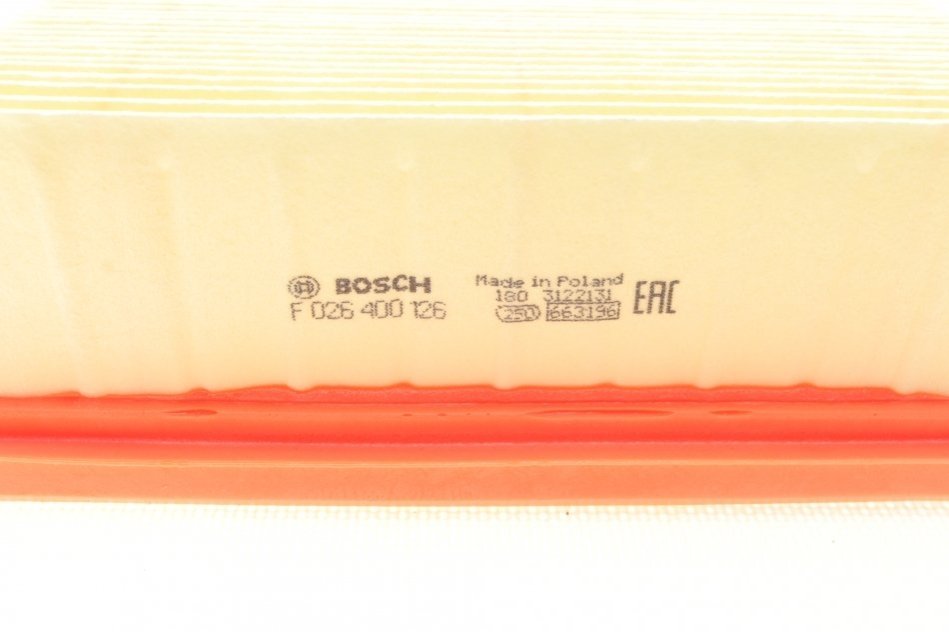 BOSCH
F 026 400 126
Made in Poland
180 3122131
250 663196
EAC